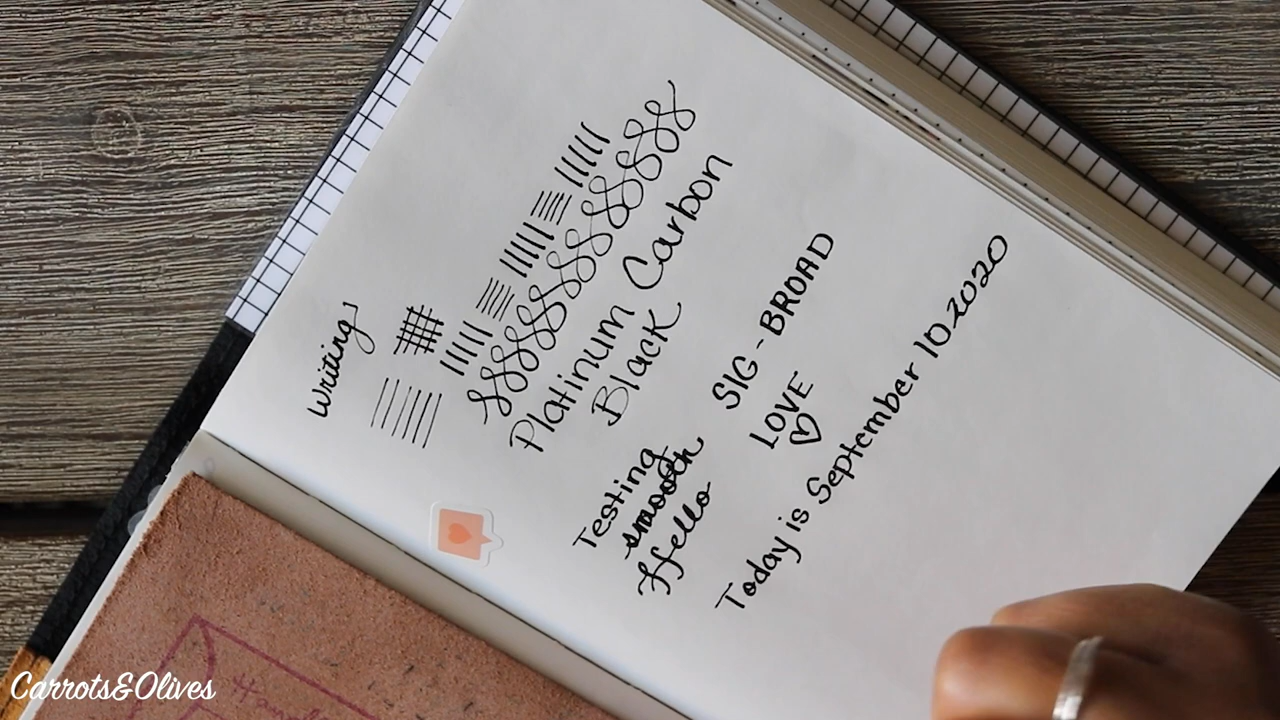 writing
Platinum Carbon
Black
SIG - BROAD
LOVE
Testing
smooth
Hello
Today is September 10 2020
Carrots&Olives